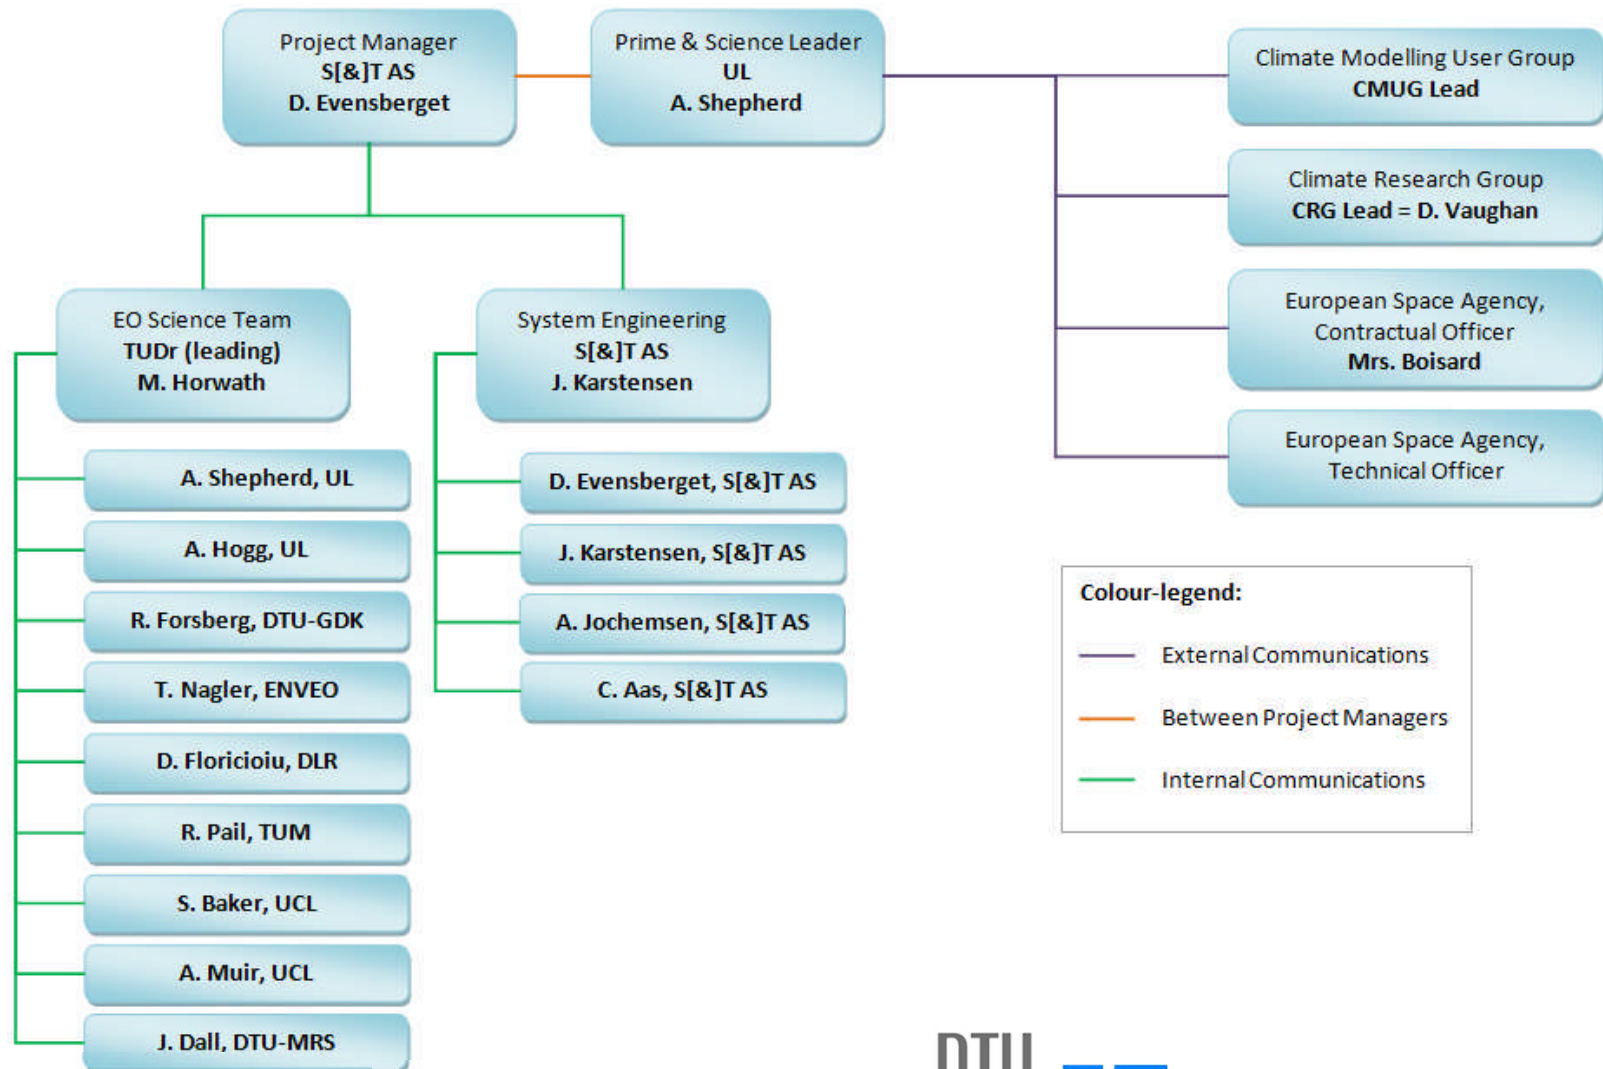 Project Manager
S[&]T AS
D. Evensberget
Prime & Science Leader
UL
A. Shepherd
Climate Modelling User Group
CMUG Lead
Climate Research Group
CRG Lead = D. Vaughan
European Space Agency,
Contractual Officer
Mrs. Boisard
European Space Agency,
Technical Officer
EO Science Team
TUDr (leading)
M. Horwath
System Engineering
S[&]T AS
J. Karstensen
A. Shepherd, UL
A. Hogg, UL
R. Forsberg, DTU-GDK
T. Nagler, ENVEO
D. Floricioiu, DLR
R. Pail, TUM
S. Baker, UCL
A. Muir, UCL
J. Dall, DTU-MRS
D. Evensberget, S[&]T AS
J. Karstensen, S[&]T AS
A. Jochemsen, S[&]T AS
C. Aas, S[&]T AS
Colour-legend:
External Communications
Between Project Managers
Internal Communications
DTU